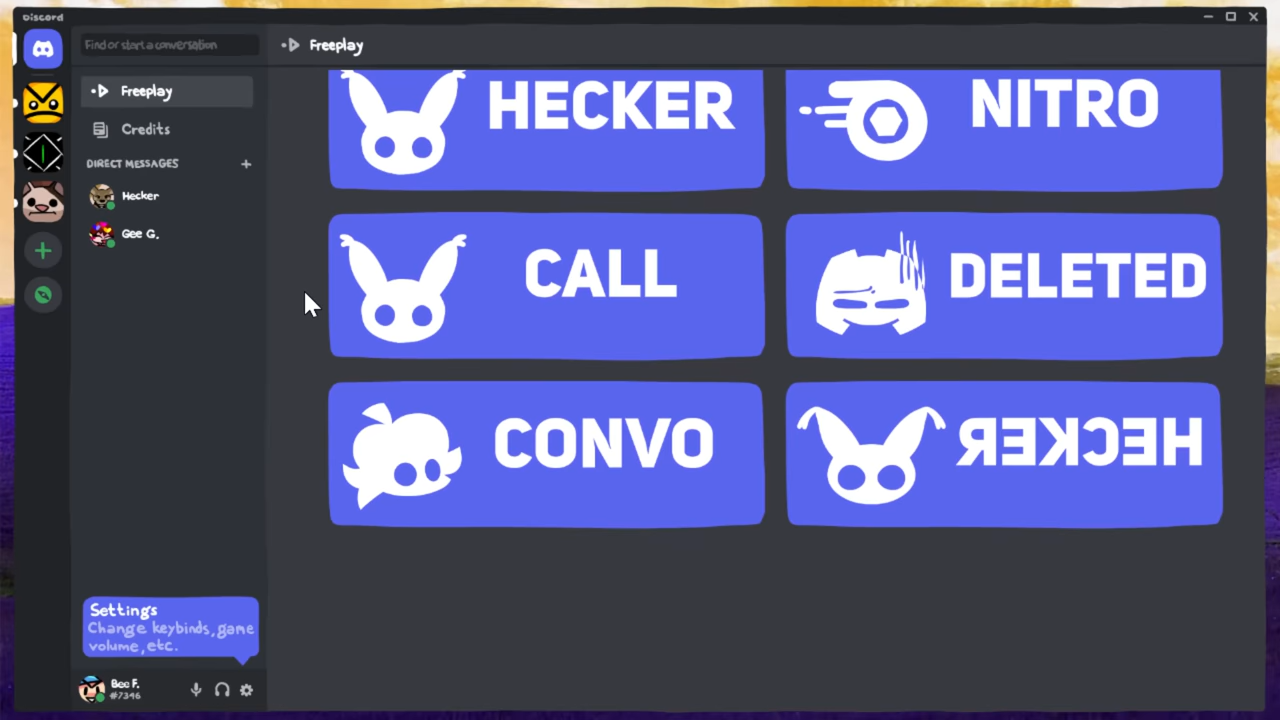 Discord
Find or start a conversation
Freeplay
Freeplay
Credits
DIRECT MESSAGES
Hecker
Gee G.
HECKER
NITRO
CALL
DELETED
CONVO
HECKER
Settings
Change keybinds, game
volume, etc.
Bee F.
#7346